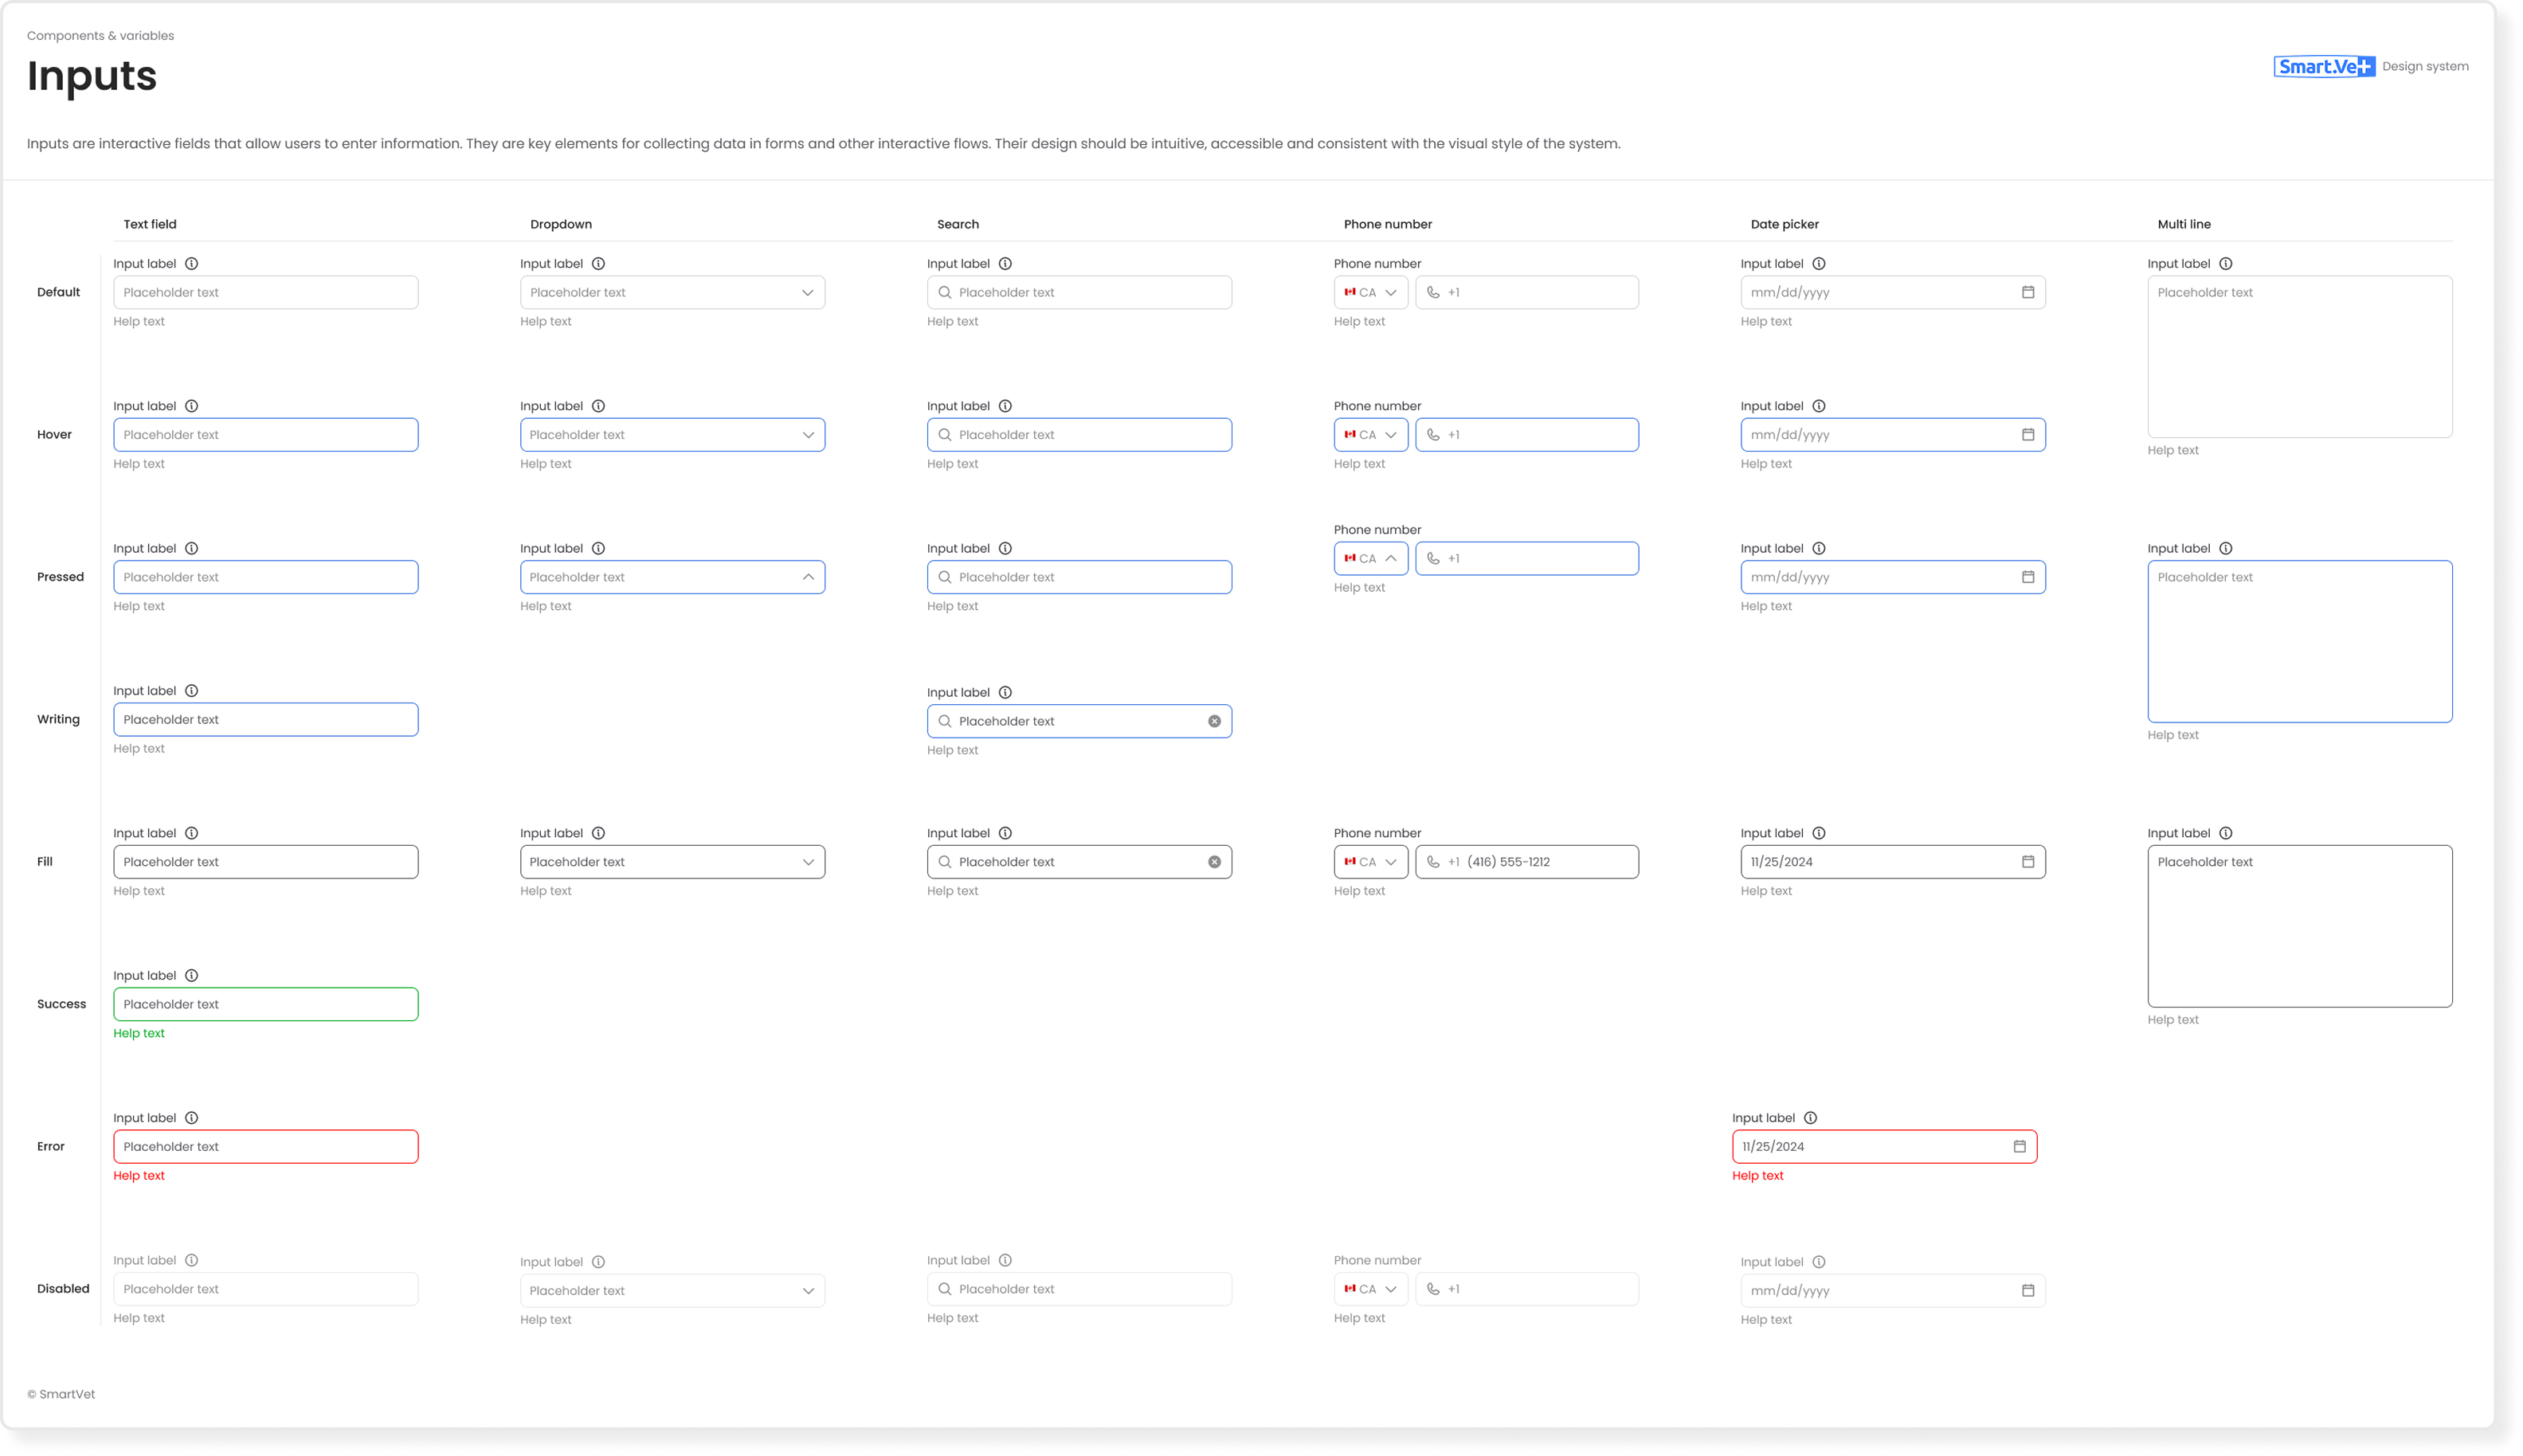 Components & variables
Inputs
Smart.Vet Design system
Inputs are interactive fields that allow users to enter information. They are key elements for collecting data in forms and other interactive flows. Their design should be intuitive, accessible and consistent with the visual style of the system.
Text field Dropdown Search Phone number Date picker Multi line
Input label Input label Input label Phone number Input label Input label
Default Placeholder text Placeholder text Placeholder text CA +1 mm/dd/yyyy Placeholder text
Help text Help text Help text Help text Help text
Input label Input label Input label Phone number Input label
Hover Placeholder text Placeholder text Placeholder text CA +1 mm/dd/yyyy
Help text
Help text Help text Help text Help text Help text
Phone number
Input label Input label Input label Input label Input label
CA +1
Pressed Placeholder text Placeholder text Placeholder text mm/dd/yyyy Placeholder text
Help text
Help text Help text Help text Help text
Input label Input label
Writing Placeholder text Placeholder text
Help text
Help text Help text
Input label Input label Input label Phone number Input label Input label
Fill Placeholder text Placeholder text Placeholder text CA +1 (416) 555-1212 11/25/2024 Placeholder text
Help text Help text Help text Help text Help text
Input label
Success Placeholder text
Help text
Help text
Input label Input label
Error Placeholder text 11/25/2024
Help text Help text
Input label Input label Input label Phone number Input label
Disabled Placeholder text Placeholder text Placeholder text CA +1 mm/dd/yyyy
Help text Help text Help text Help text Help text
© SmartVet